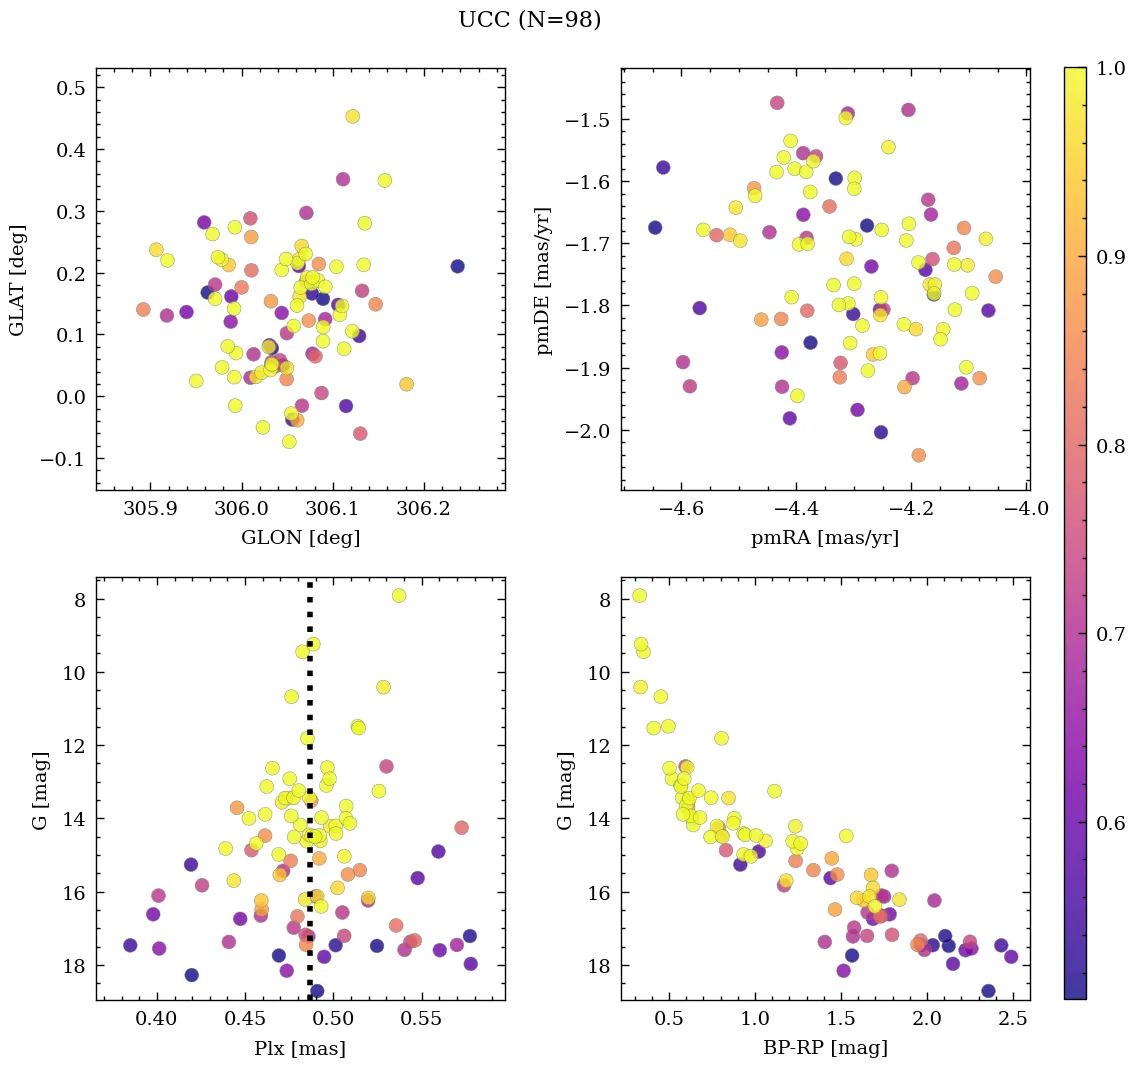 UCC (N=98)
0.5
0.4
0.3
0.2
0.1
0.0
−0.1
GLAT [deg]
305.9 306.0 306.1 306.2
GLON [deg]
−1.5
−1.6
−1.7
−1.8
−1.9
−2.0
pmDE [mas/yr]
−4.6 −4.4 −4.2 −4.0
pmRA [mas/yr]
8
10
12
14
16
18
G [mag]
0.40 0.45 0.50 0.55
Plx [mas]
8
10
12
14
16
18
G [mag]
0.5 1.0 1.5 2.0 2.5
BP-RP [mag]
1.0
0.9
0.8
0.7
0.6